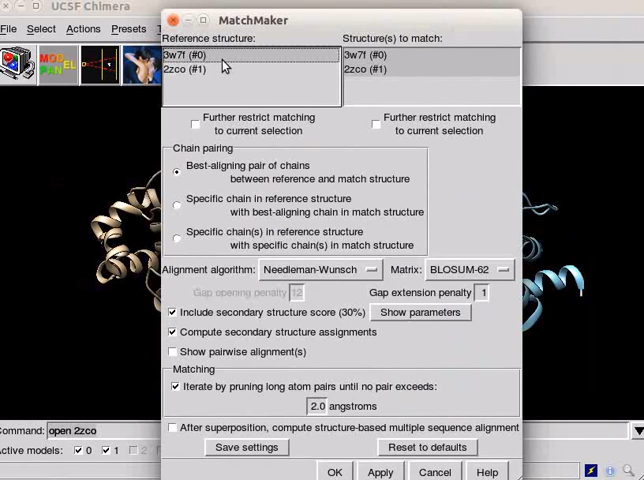 UCSF Chimera
MatchMaker
File
Actions
Presets
Reference structure:
Structure(s) to match:
3w7f (#0)
3w7f (#0)
2zco (#1)
2zco (#1)
Further restrict matching
to current selection
Further restrict matching
to current selection
Chain pairing
Best-aligning pair of chains
between reference and match structure
Specific chain in reference structure
with best-aligning chain in match structure
Specific chain(s) in reference structure
with specific chain(s) in match structure
Alignment algorithm: Needleman-Wunsch Matrix: BLOSUM-62
Gap opening penalty 12 Gap extension penalty 1
Include secondary structure score (30%) Show parameters
Compute secondary structure assignments
Show pairwise alignment(s)
Matching
Iterate by pruning long atom pairs until no pair exceeds:
2.0 angstroms
After superposition, compute structure-based multiple sequence alignment
Command: open 2zco
Save settings Reset to defaults
Active models: 0 1 2
OK Apply Cancel Help